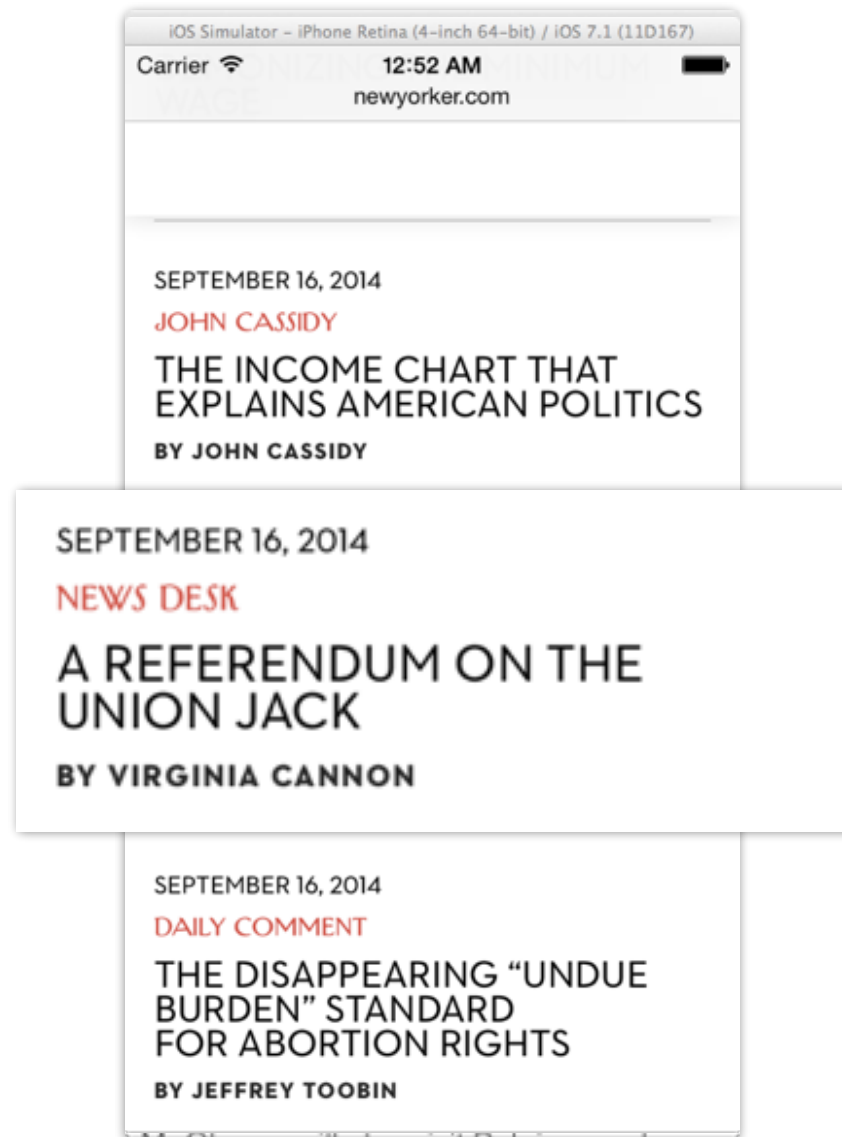 iOS Simulator – iPhone Retina (4-inch 64-bit) / iOS 7.1 (11D167)
Carrier 12:52 AM
newyorker.com
WAGE
SEPTEMBER 16, 2014
JOHN CASSIDY
THE INCOME CHART THAT
EXPLAINS AMERICAN POLITICS
BY JOHN CASSIDY
SEPTEMBER 16, 2014
NEWS DESK
A REFERENDUM ON THE
UNION JACK
BY VIRGINIA CANNON
SEPTEMBER 16, 2014
DAILY COMMENT
THE DISAPPEARING “UNDUE
BURDEN” STANDARD
FOR ABORTION RIGHTS
BY JEFFREY TOOBIN